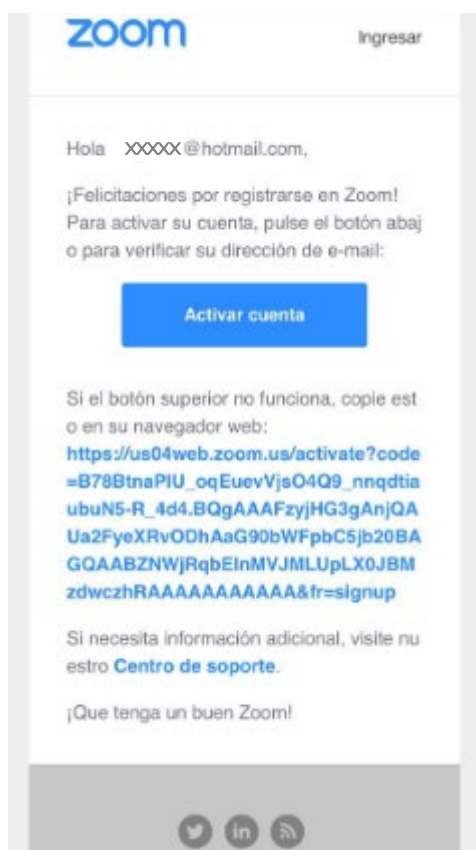 zoom
Ingresar
Hola XXXXX@hotmail.com,
¡Felicitaciones por registrarse en Zoom!
Para activar su cuenta, pulse el botón abaj
o para verificar su dirección de e-mail:
Activar cuenta
Si el botón superior no funciona, copie est
o en su navegador web:
https://us04web.zoom.us/activate?code
=B78BtnaPIU_oqEuevVjsO4Q9_nnqdtia
ubuN5-R_4d4.BQgAAAFzyjHG3gAnjQA
Ua2FyeXRvODhAaG90bWFpbC5jb20BA
GQAABZNWjRqbEInMVJMLUpLX0JBM
zdwczhRAAAAAAAAAAA&fr=signup
Si necesita información adicional, visite nu
estro Centro de soporte.
¡Que tenga un buen Zoom!